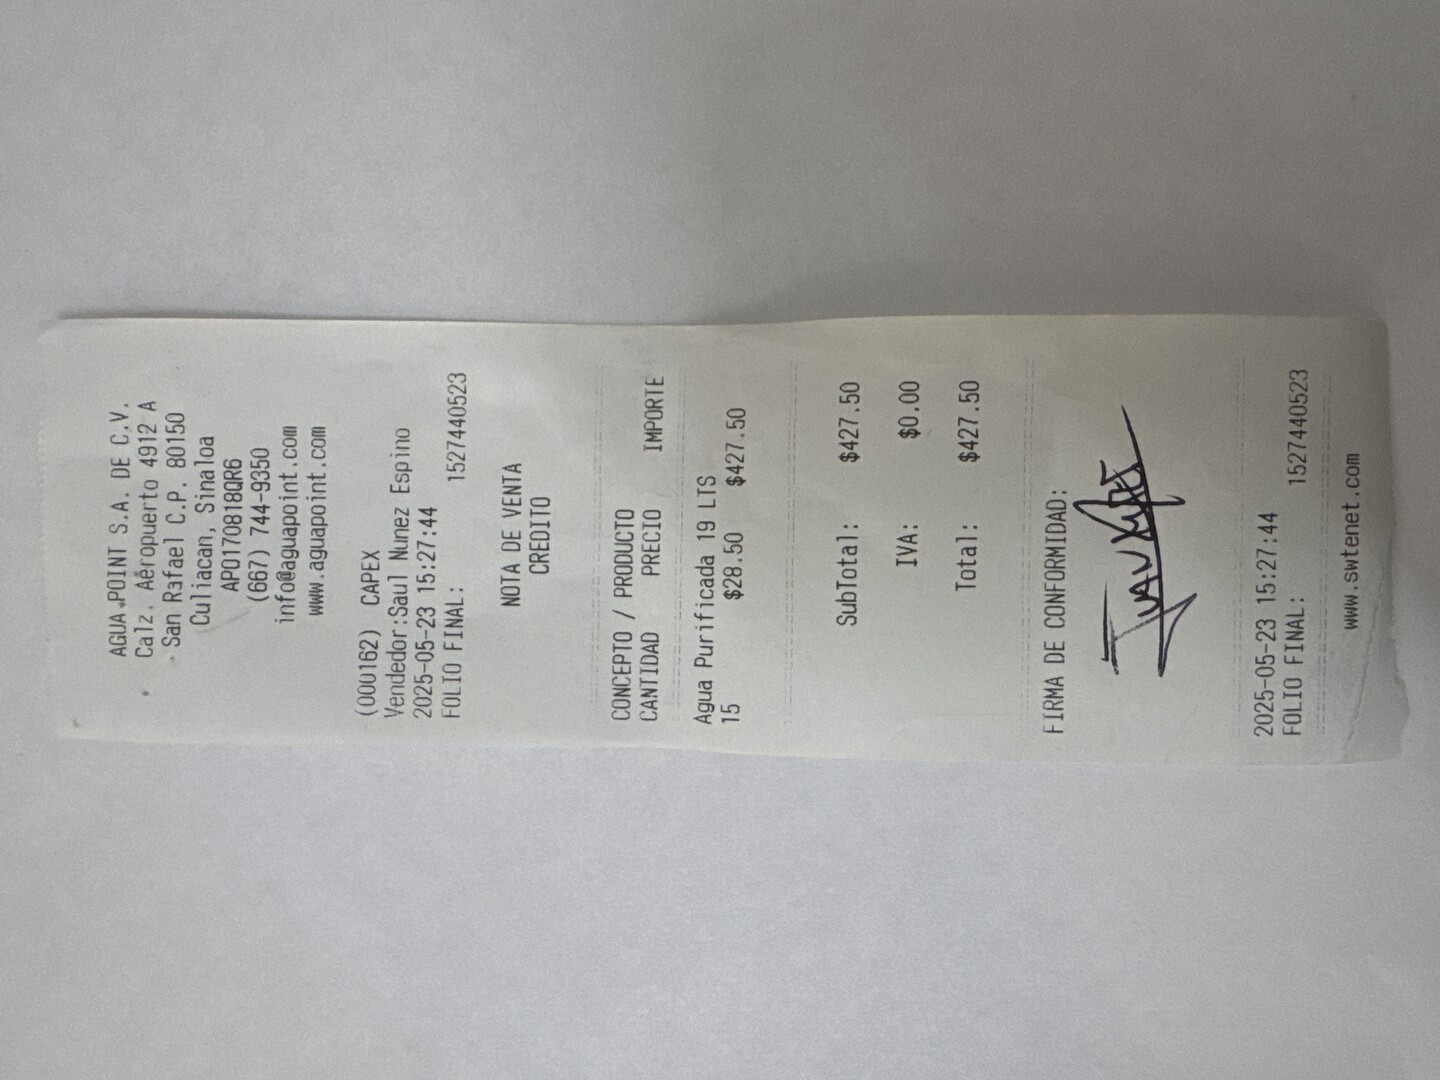 AGUA POINT S.A. DE C.V.
Calz. Aeropuerto 4912 A
San Rafael C.P. 80150
Culiacan, Sinaloa
APO170818QR6
(667) 744-9350
info@aguapoint.com
www.aguapoint.com
(000162) CAPEX
Vendedor:Saul Nunez Espino
2025-05-23 15:27:44
FOLIO FINAL: 1527440523
NOTA DE VENTA
CREDITO
CONCEPTO / PRODUCTO
CANTIDAD PRECIO IMPORTE
Agua Purificada 19 LTS
15 $28.50 $427.50
SubTotal: $427.50
IVA: $0.00
Total: $427.50
FIRMA DE CONFORMIDAD:
2025-05-23 15:27:44
FOLIO FINAL: 1527440523
www.swtenet.com